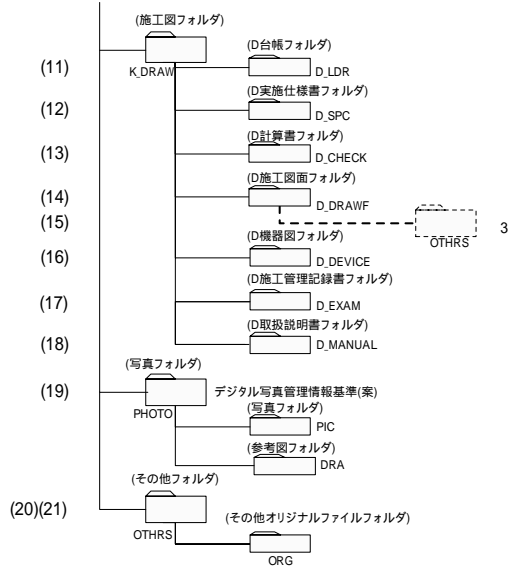 (施工図フォルダ)
K_DRAW
(D台帳フォルダ)
(11)
D_LDR
(D実施仕様書フォルダ)
(12)
D_SPC
(D計算書フォルダ)
(13)
D_CHECK
(D施工図面フォルダ)
(14)
D_DRAWF
(15)
OTHRS
3
(D機器図フォルダ)
(16)
D_DEVICE
(D施工管理記録書フォルダ)
(17)
D_EXAM
(D取扱説明書フォルダ)
(18)
D_MANUAL
(写真フォルダ)
(19)
PHOTO
デジタル写真管理情報基準(案)
(写真フォルダ)
PIC
(参考図フォルダ)
DRA
(その他フォルダ)
(20)(21)
OTHRS
(その他オリジナルファイルフォルダ)
ORG